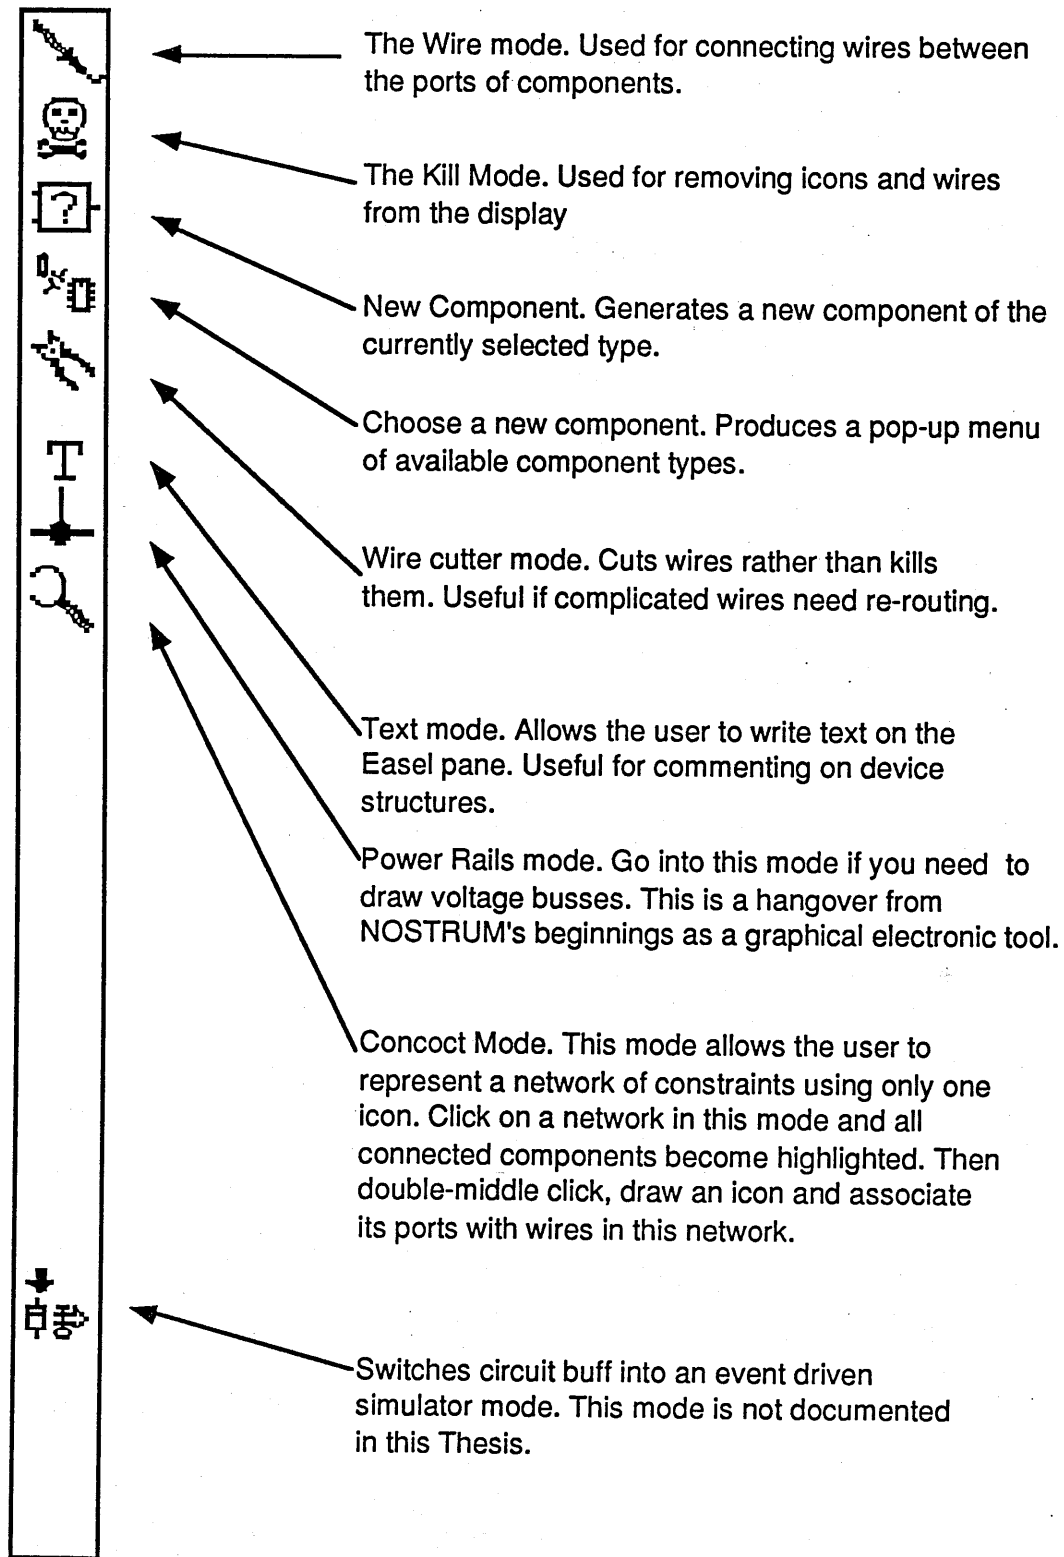 The Wire mode. Used for connecting wires between
the ports of components.
The Kill Mode. Used for removing icons and wires
from the display
?
New Component. Generates a new component of the
currently selected type.
Choose a new component. Produces a pop-up menu
of available component types.
T
Wire cutter mode. Cuts wires rather than kills
them. Useful if complicated wires need re-routing.
Text mode. Allows the user to write text on the
Easel pane. Useful for commenting on device
structures.
Power Rails mode. Go into this mode if you need to
draw voltage busses. This is a hangover from
NOSTRUM's beginnings as a graphical electronic tool.
Concoct Mode. This mode allows the user to
represent a network of constraints using only one
icon. Click on a network in this mode and all
connected components become highlighted. Then
double-middle click, draw an icon and associate
its ports with wires in this network.
Switches circuit buff into an event driven
simulator mode. This mode is not documented
in this Thesis.